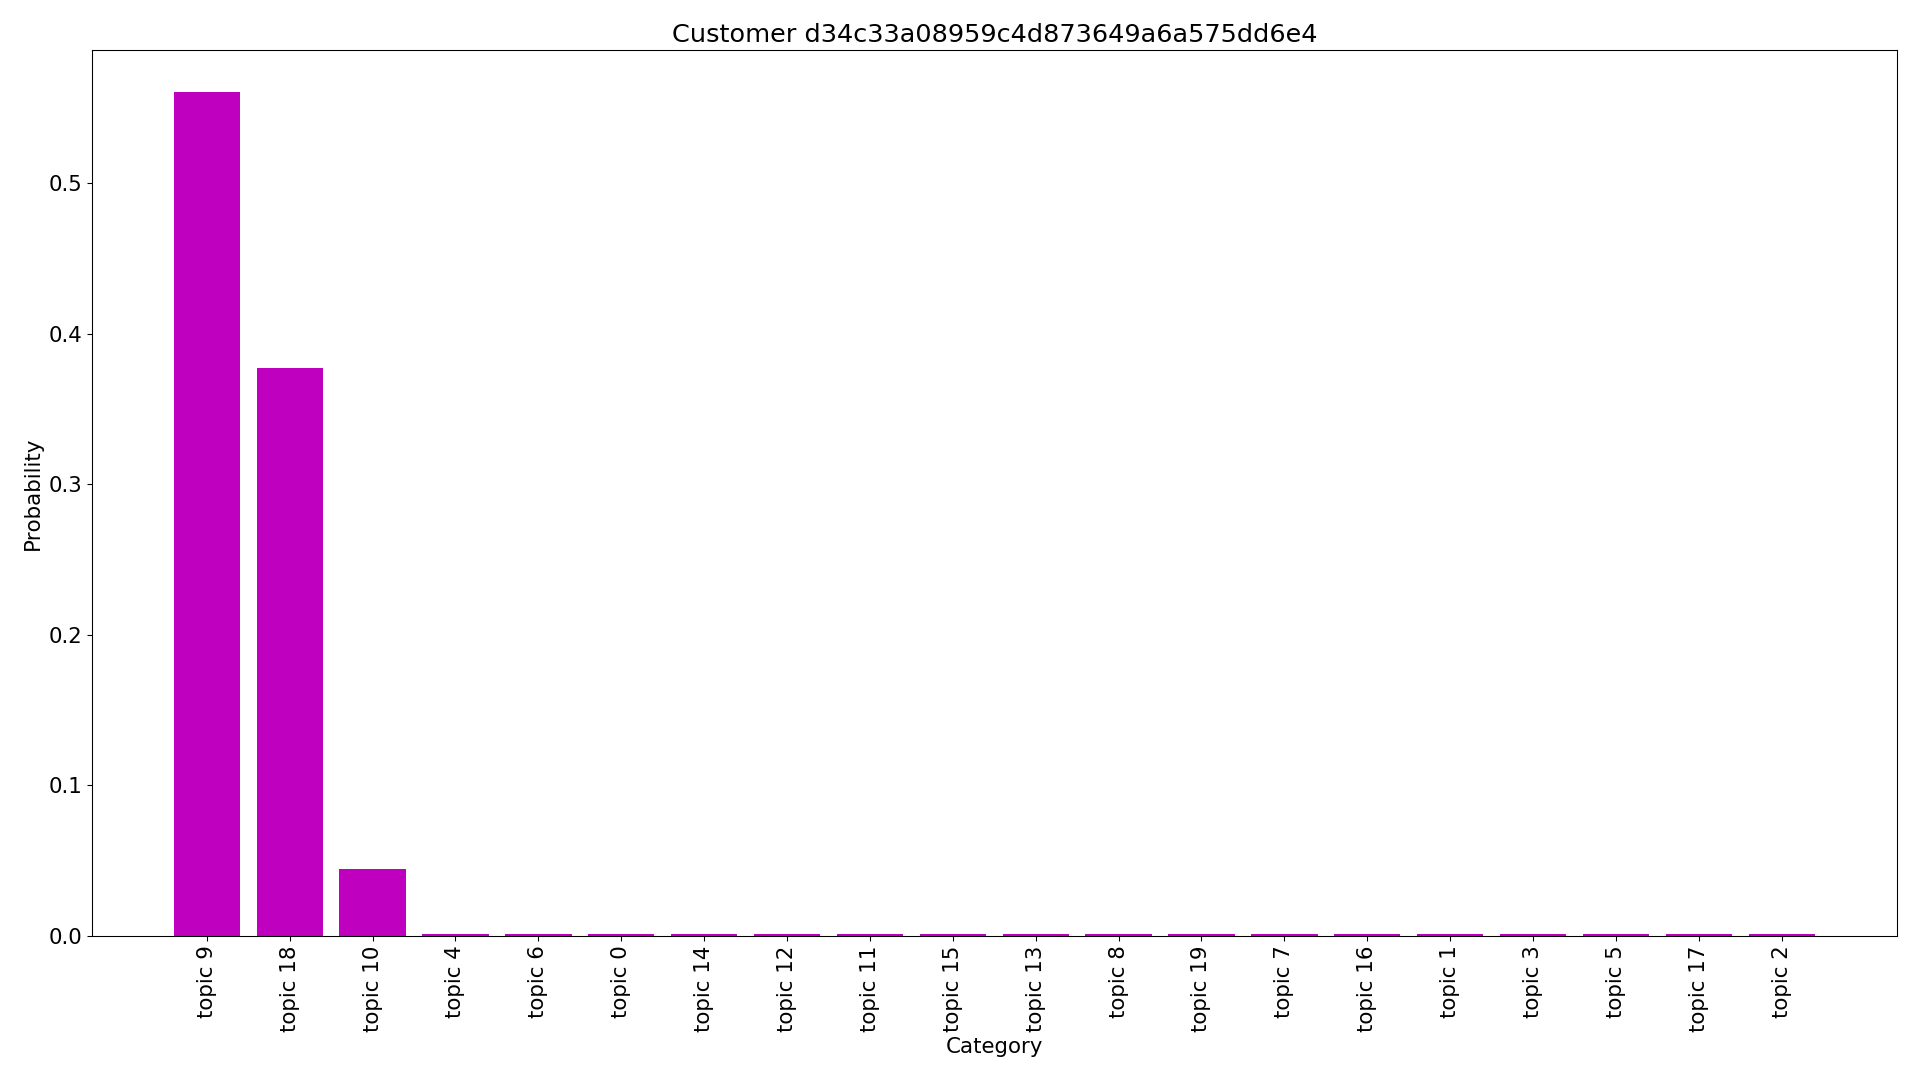 Customer d34c33a08959c4d873649a6a575dd6e4
Probability
0.5
0.4
0.3
0.2
0.1
0.0
topic 9
topic 18
topic 10
topic 4
topic 6
topic 0
topic 14
topic 12
topic 11
topic 15
topic 13
topic 8
topic 19
topic 7
topic 16
topic 1
topic 3
topic 5
topic 17
topic 2
Category